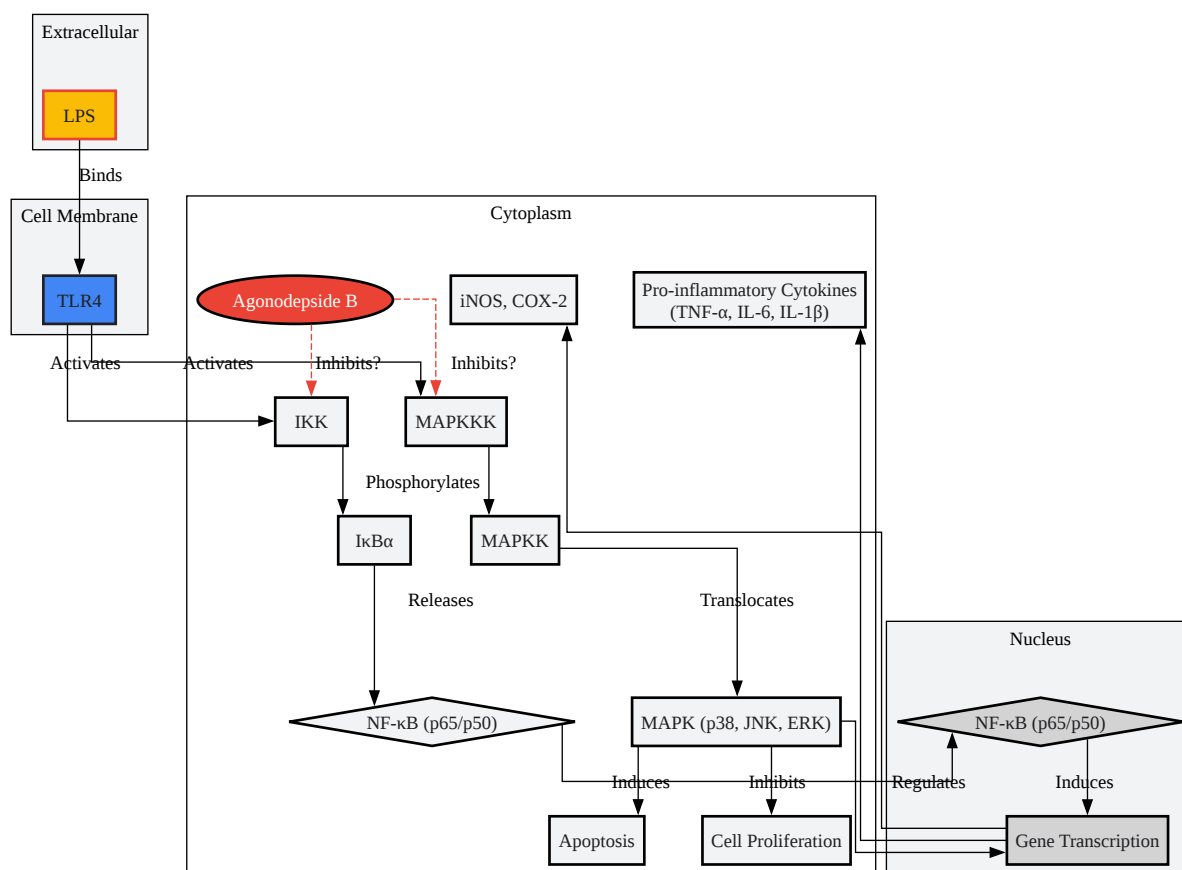 Extracellular
LPS
Binds
Cell Membrane
Cytoplasm
TLR4
Agonodepside B
iNOS, COX-2
Pro-inflammatory Cytokines
(TNF-α, IL-6, IL-1β)
Activates
Activates
Inhibits?
Inhibits?
IKK
MAPKKK
Phosphorylates
IκBα
MAPKK
Releases
Translocates
Nucleus
NF-κB (p65/p50)
MAPK (p38, JNK, ERK)
NF-κB (p65/p50)
Induces
Inhibits
Regulates
Induces
Apoptosis
Cell Proliferation
Gene Transcription